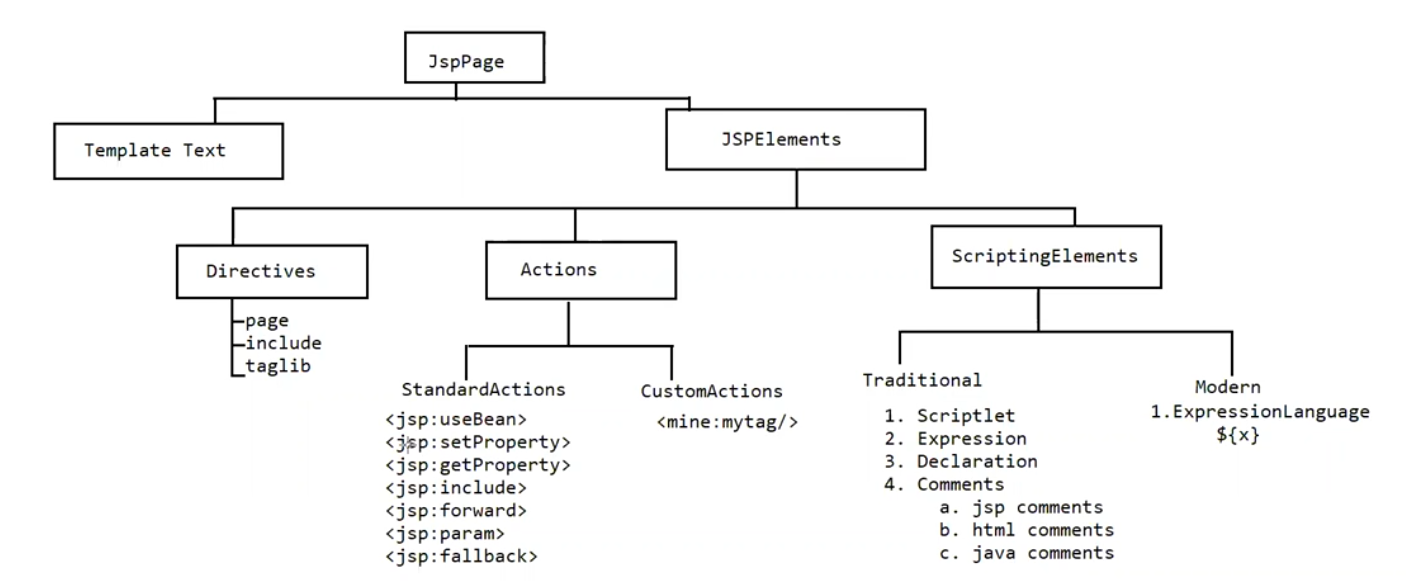 JspPage
Template Text
JSPElements
Directives
page
include
taglib
Actions
StandardActions
<jsp:useBean>
<jsp:setProperty>
<jsp:getProperty>
<jsp:include>
<jsp:forward>
<jsp:param>
<jsp:fallback>
CustomActions
<mine:mytag/>
ScriptingElements
Traditional
1. Scriptlet
2. Expression
3. Declaration
4. Comments
a. jsp comments
b. html comments
c. java comments
Modern
1.ExpressionLanguage
${x}